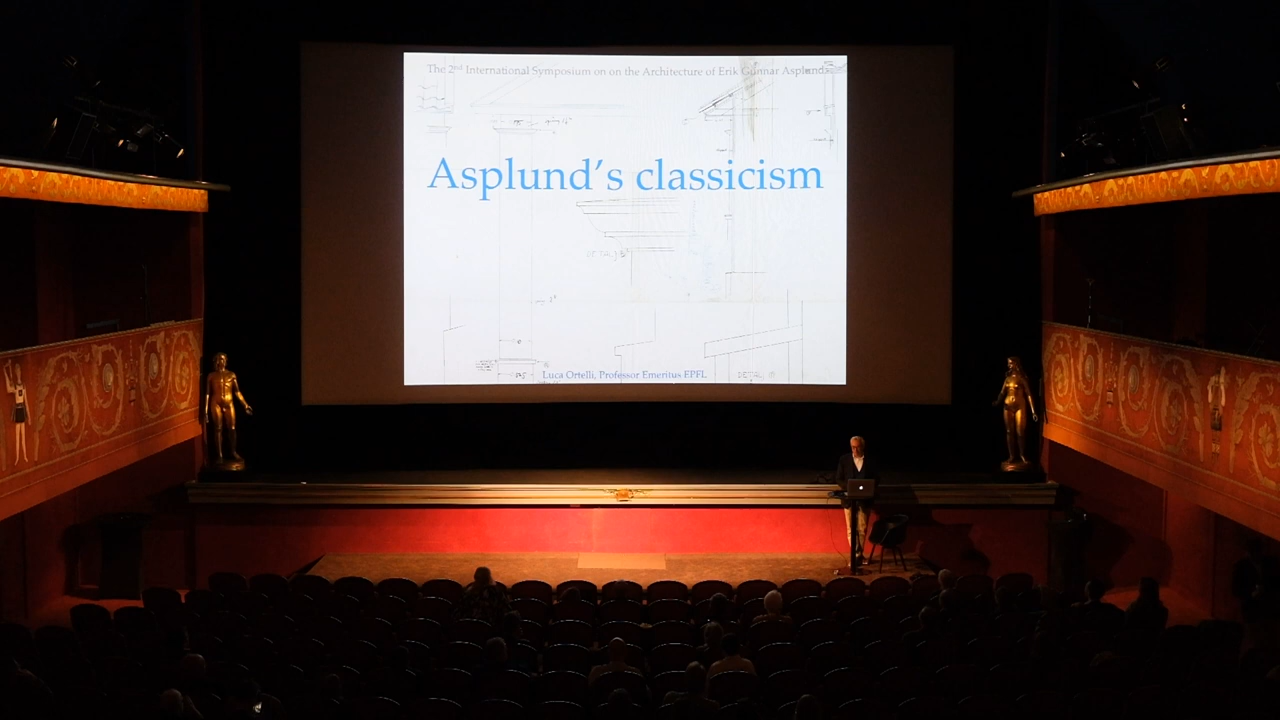 The 2nd International Symposium on on the Architecture of Erik Gunnar Asplund
Asplund's classicism
Luca Ortelli, Professor Emeritus EPFL